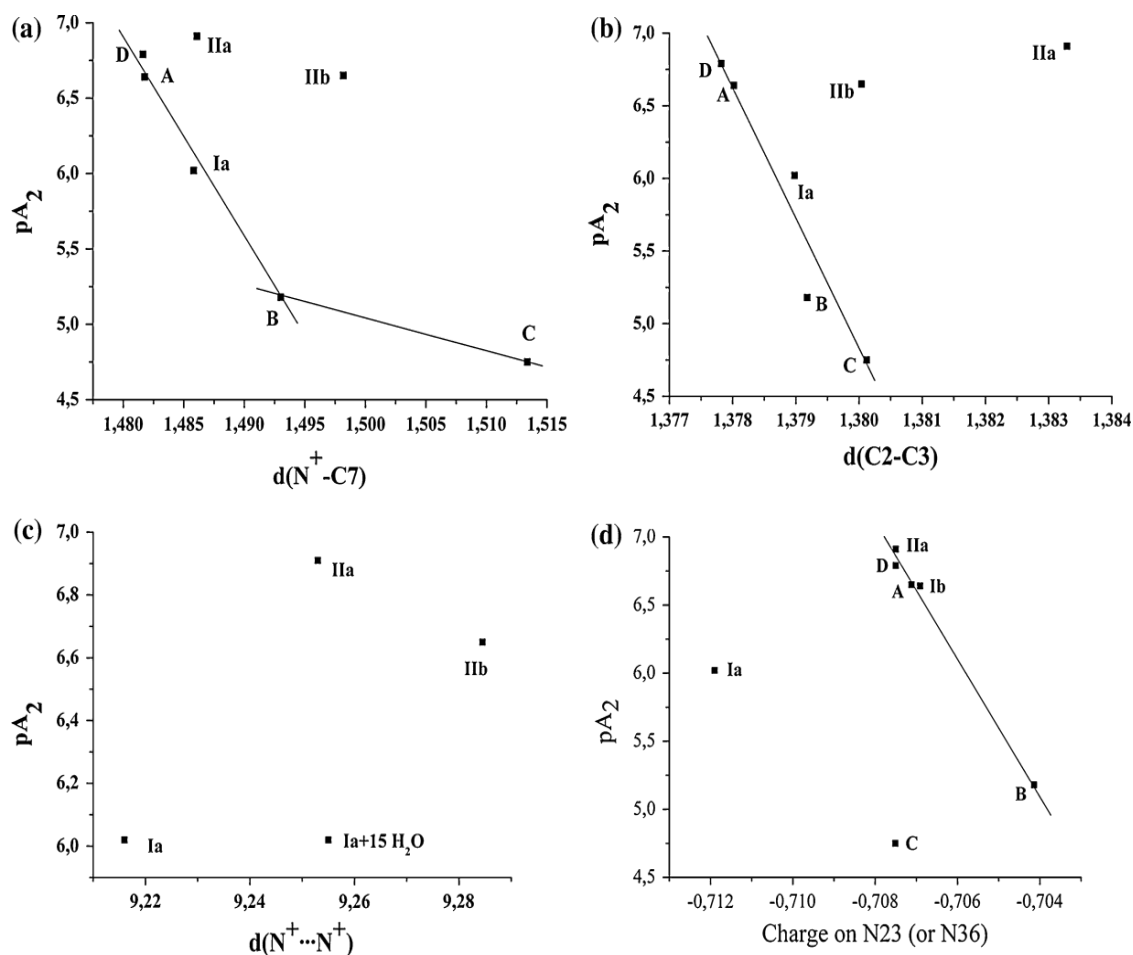 (a)
7,0
6,5
6,0
5,5
5,0
4,5
pA2
D
A
IIa
IIb
Ia
B
C
1,480 1,485 1,490 1,495 1,500 1,505 1,510 1,515
d(N+-C7)
(b)
7,0
6,5
6,0
5,5
5,0
4,5
pA2
D
A
IIb
IIa
Ia
B
C
1,377 1,378 1,379 1,380 1,381 1,382 1,383 1,384
d(C2-C3)
(c)
7,0
6,8
6,6
6,4
6,2
6,0
pA2
IIa
IIb
Ia
Ia+15 H2O
9,22 9,24 9,26 9,28
d(N+...N+)
(d)
7,0
6,5
6,0
5,5
5,0
4,5
pA2
IIa
D
A
Ib
Ia
B
C
-0,712 -0,710 -0,708 -0,706 -0,704
Charge on N23 (or N36)